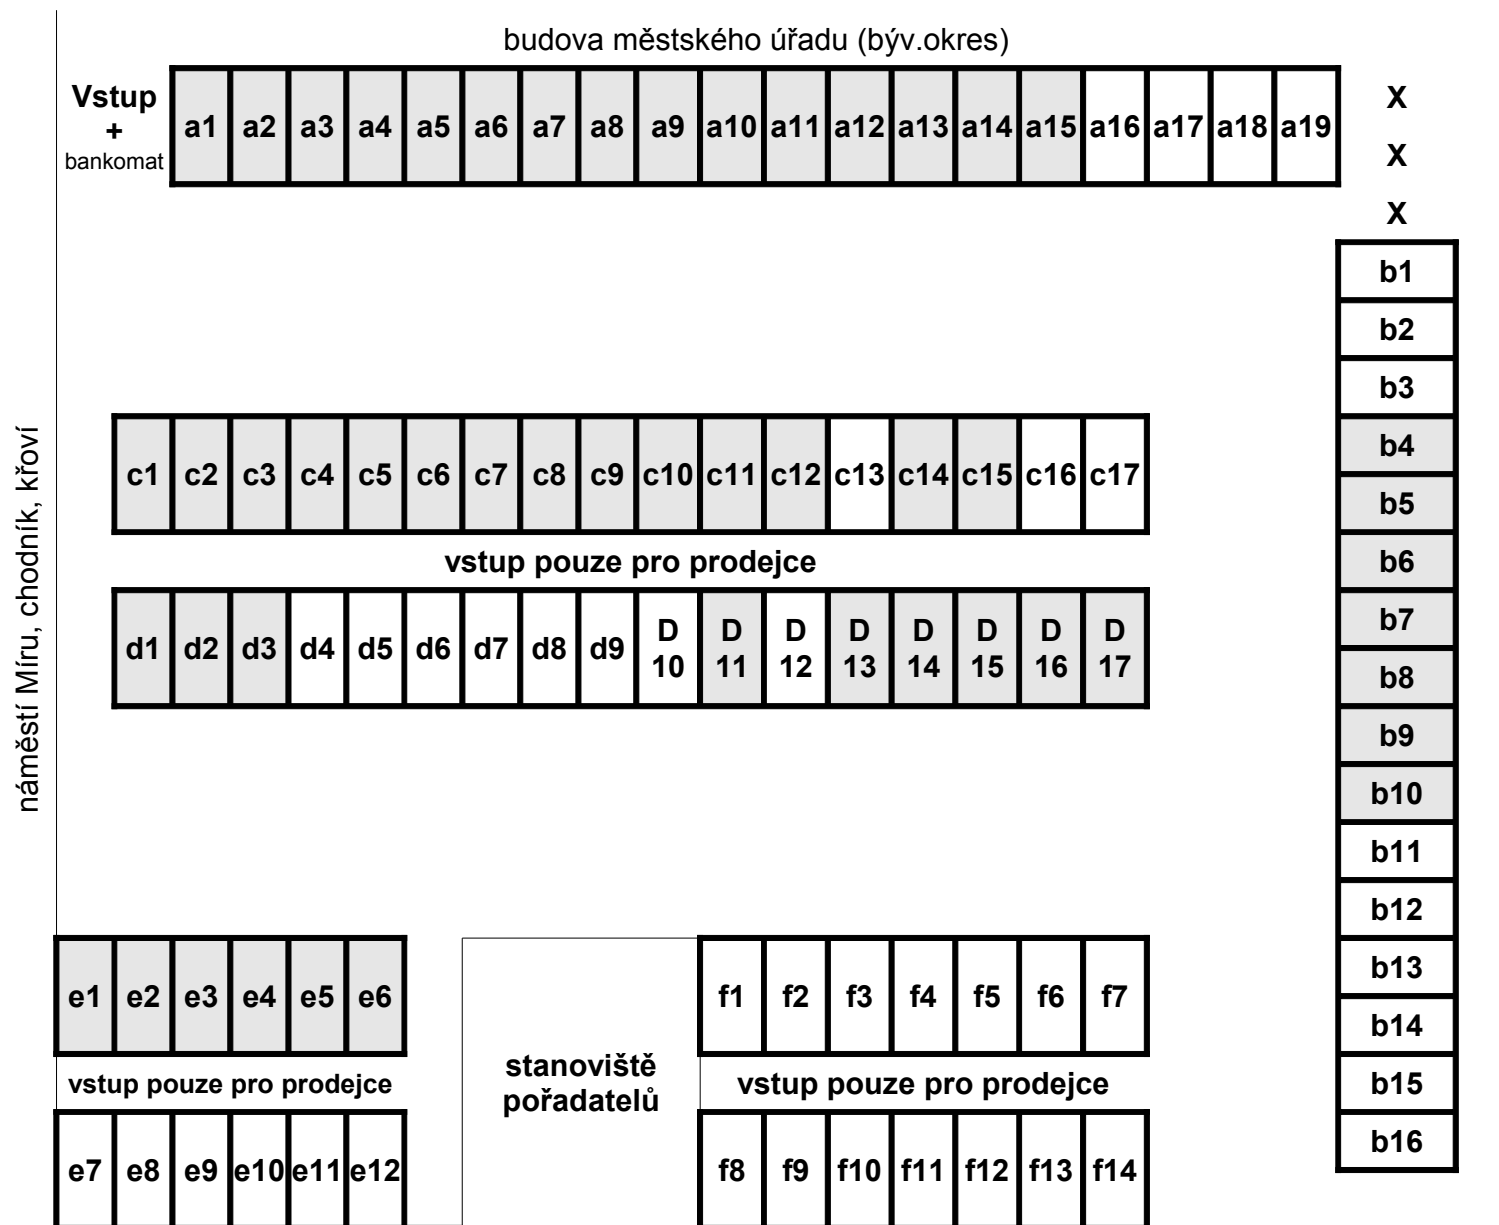 budova městského úřadu (býv.okres)
Vstup
+
bankomat
a1 a2 a3 a4 a5 a6 a7 a8 a9 a10 a11 a12 a13 a14 a15 a16 a17 a18 a19
X
X
X
b1
b2
b3
b4
b5
b6
b7
b8
b9
b10
b11
b12
b13
b14
b15
b16
náměstí Míru, chodník, křoví
c1 c2 c3 c4 c5 c6 c7 c8 c9 c10 c11 c12 c13 c14 c15 c16 c17
vstup pouze pro prodejce
d1 d2 d3 d4 d5 d6 d7 d8 d9 D 10 D 11 D 12 D 13 D 14 D 15 D 16 D 17
e1 e2 e3 e4 e5 e6
vstup pouze pro prodejce
e7 e8 e9 e10 e11 e12
stanoviště
pořadatelů
f1 f2 f3 f4 f5 f6 f7
vstup pouze pro prodejce
f8 f9 f10 f11 f12 f13 f14